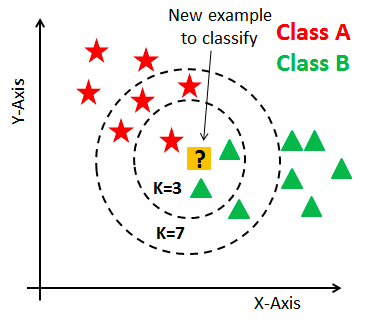 New example
to classify
Class A
Class B
Y-Axis
?
K=3
K=7
X-Axis